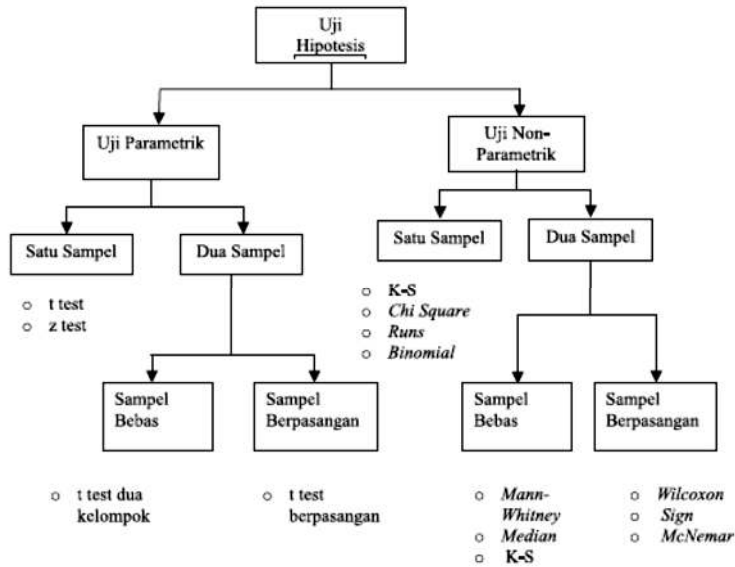 Uji
Hipotesis
Uji Parametrik
Uji Non-
Parametrik
Satu Sampel
Dua Sampel
Satu Sampel
Dua Sampel
○ t test
○ z test
○ K-S
○ Chi Square
○ Runs
○ Binomial
Sampel
Bebas
Sampel
Berpasangan
Sampel
Bebas
Sampel
Berpasangan
○ t test dua
kelompok
○ t test
berpasangan
○ Mann-
Whitney
○ Median
○ K-S
○ Wilcoxon
○ Sign
○ McNemar